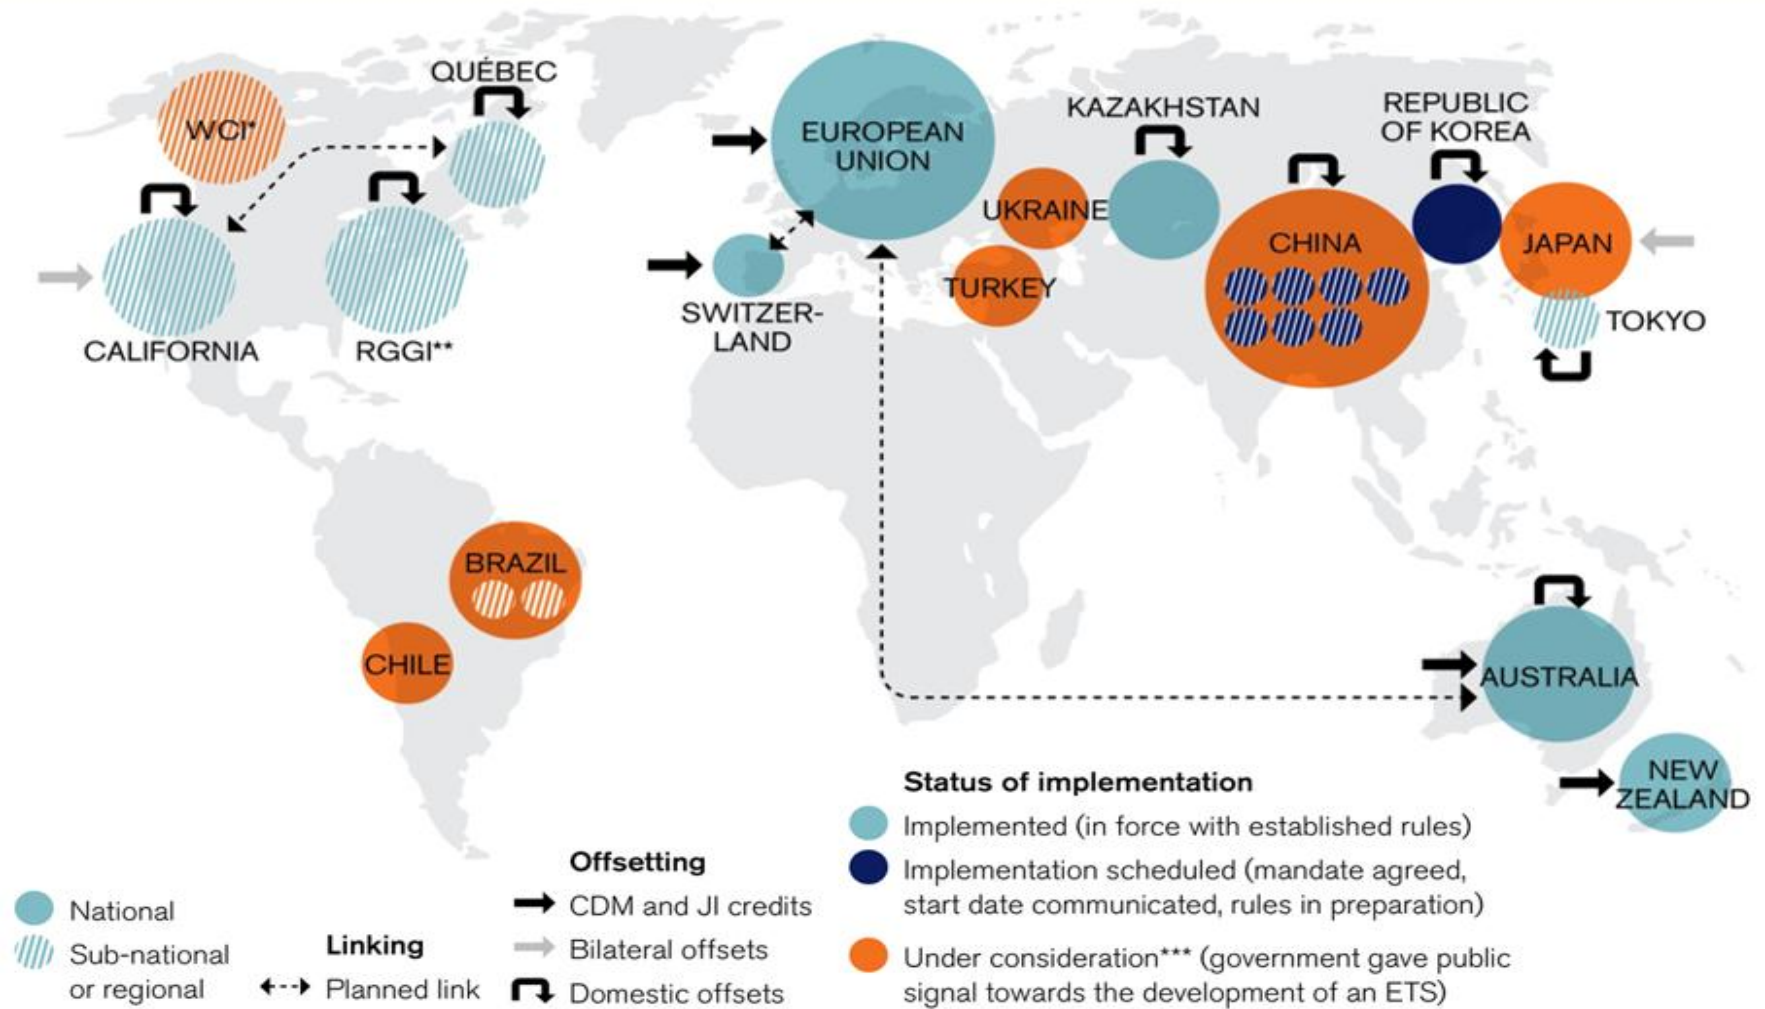 QUÉBEC
WCI*
CALIFORNIA
RGGI**
EUROPEAN
UNION
KAZAKHSTAN
REPUBLIC
OF KOREA
UKRAINE
CHINA
JAPAN
TURKEY
SWITZER-
LAND
TOKYO
BRAZIL
CHILE
AUSTRALIA
NEW
ZEALAND
National
Sub-national
or regional
Linking
Planned link
Offsetting
CDM and JI credits
Bilateral offsets
Domestic offsets
Status of implementation
Implemented (in force with established rules)
Implementation scheduled (mandate agreed,
start date communicated, rules in preparation)
Under consideration*** (government gave public
signal towards the development of an ETS)